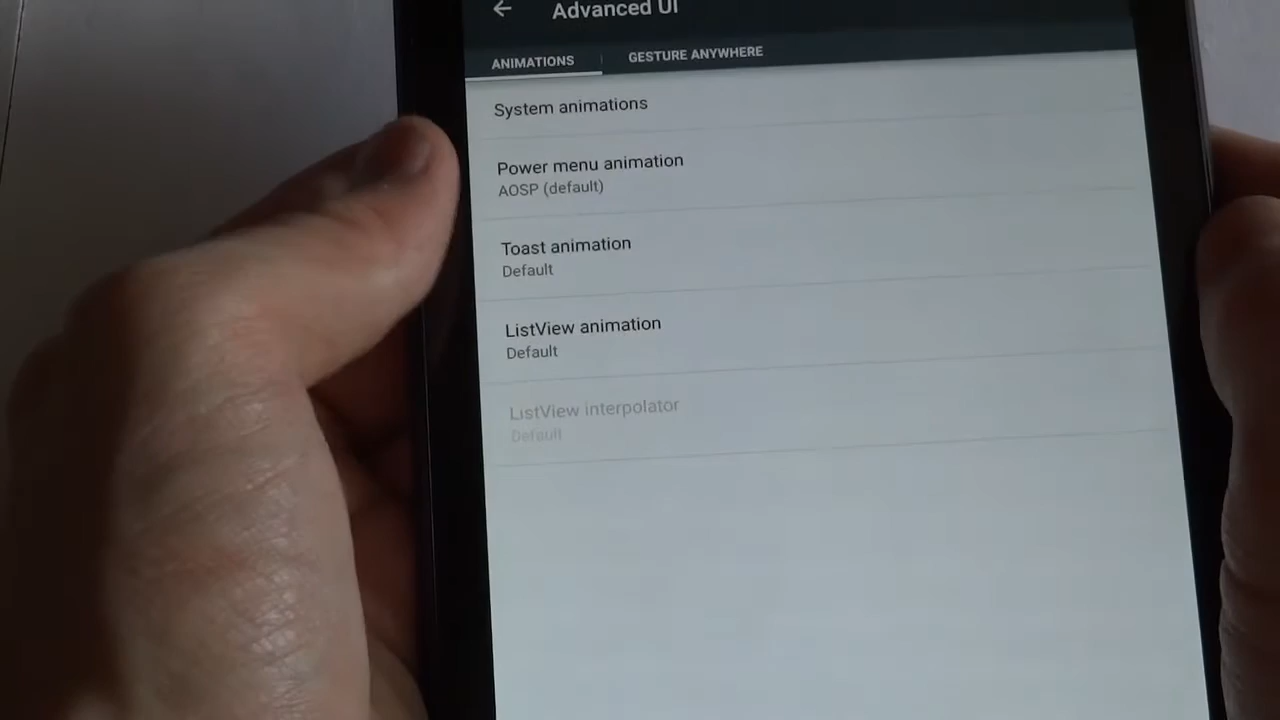 Advanced UI
ANIMATIONS
GESTURE ANYWHERE
System animations
Power menu animation
AOSP (default)
Toast animation
Default
ListView animation
Default
ListView interpolator
Default